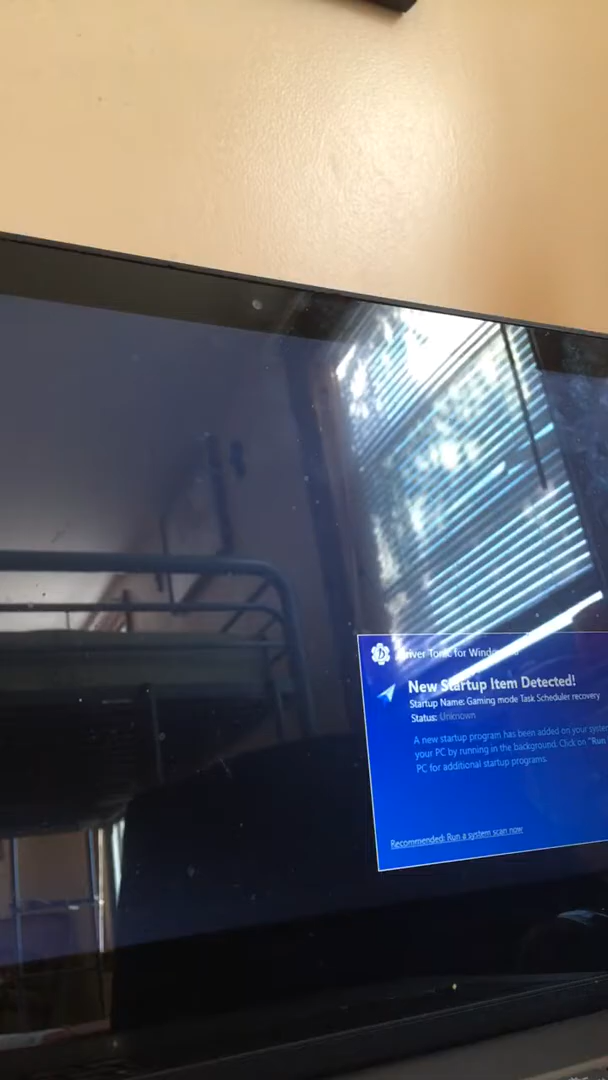 Driver Tonic for Windows
New Startup Item Detected!
Startup Name: Gaming mode Task Scheduler recovery
Status: Unknown
A new startup program has been added on your system
your PC by running in the background. Click on "Run
PC for additional startup programs.
Recommended: Run a system scan now